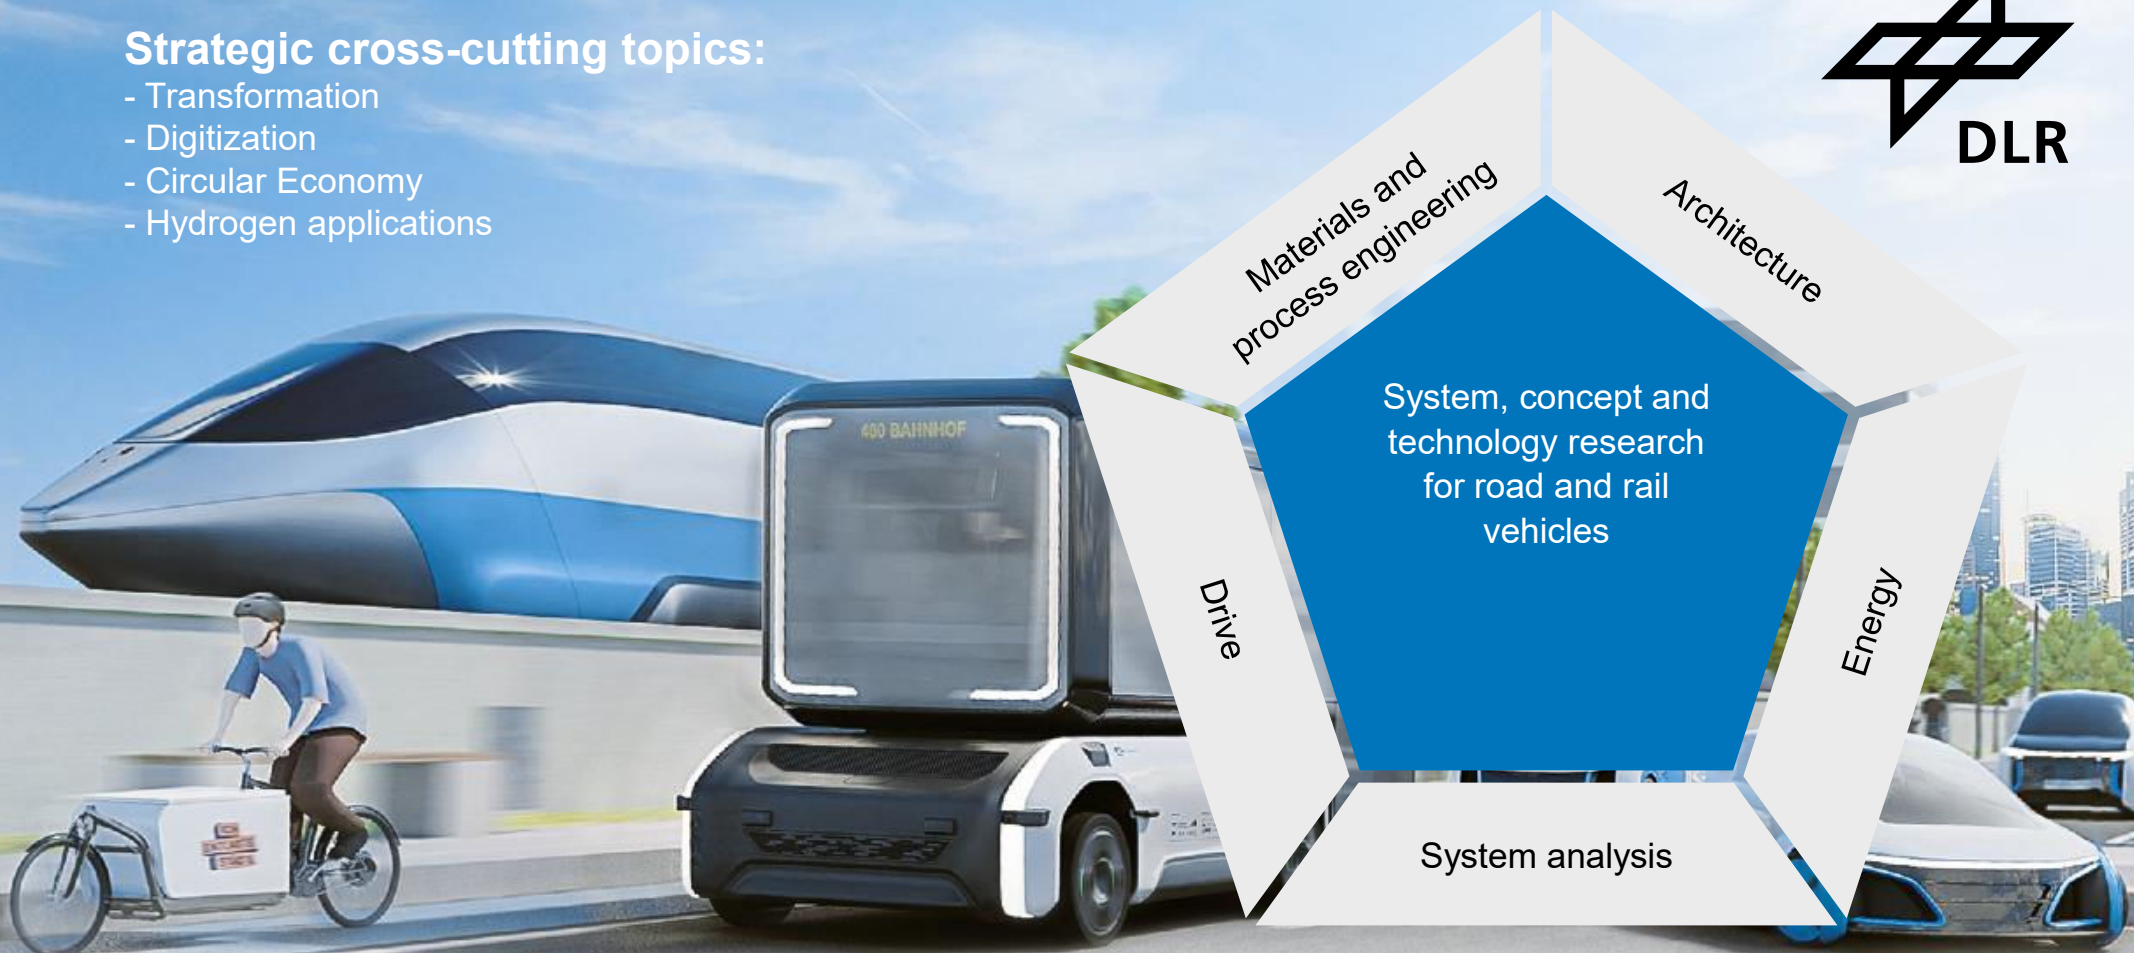 Strategic cross-cutting topics:
- Transformation
- Digitization
- Circular Economy
- Hydrogen applications
DLR
Materials and
process engineering
Architecture
System, concept and
technology research
for road and rail
vehicles
Drive
Energy
System analysis
400 BAHNHOF